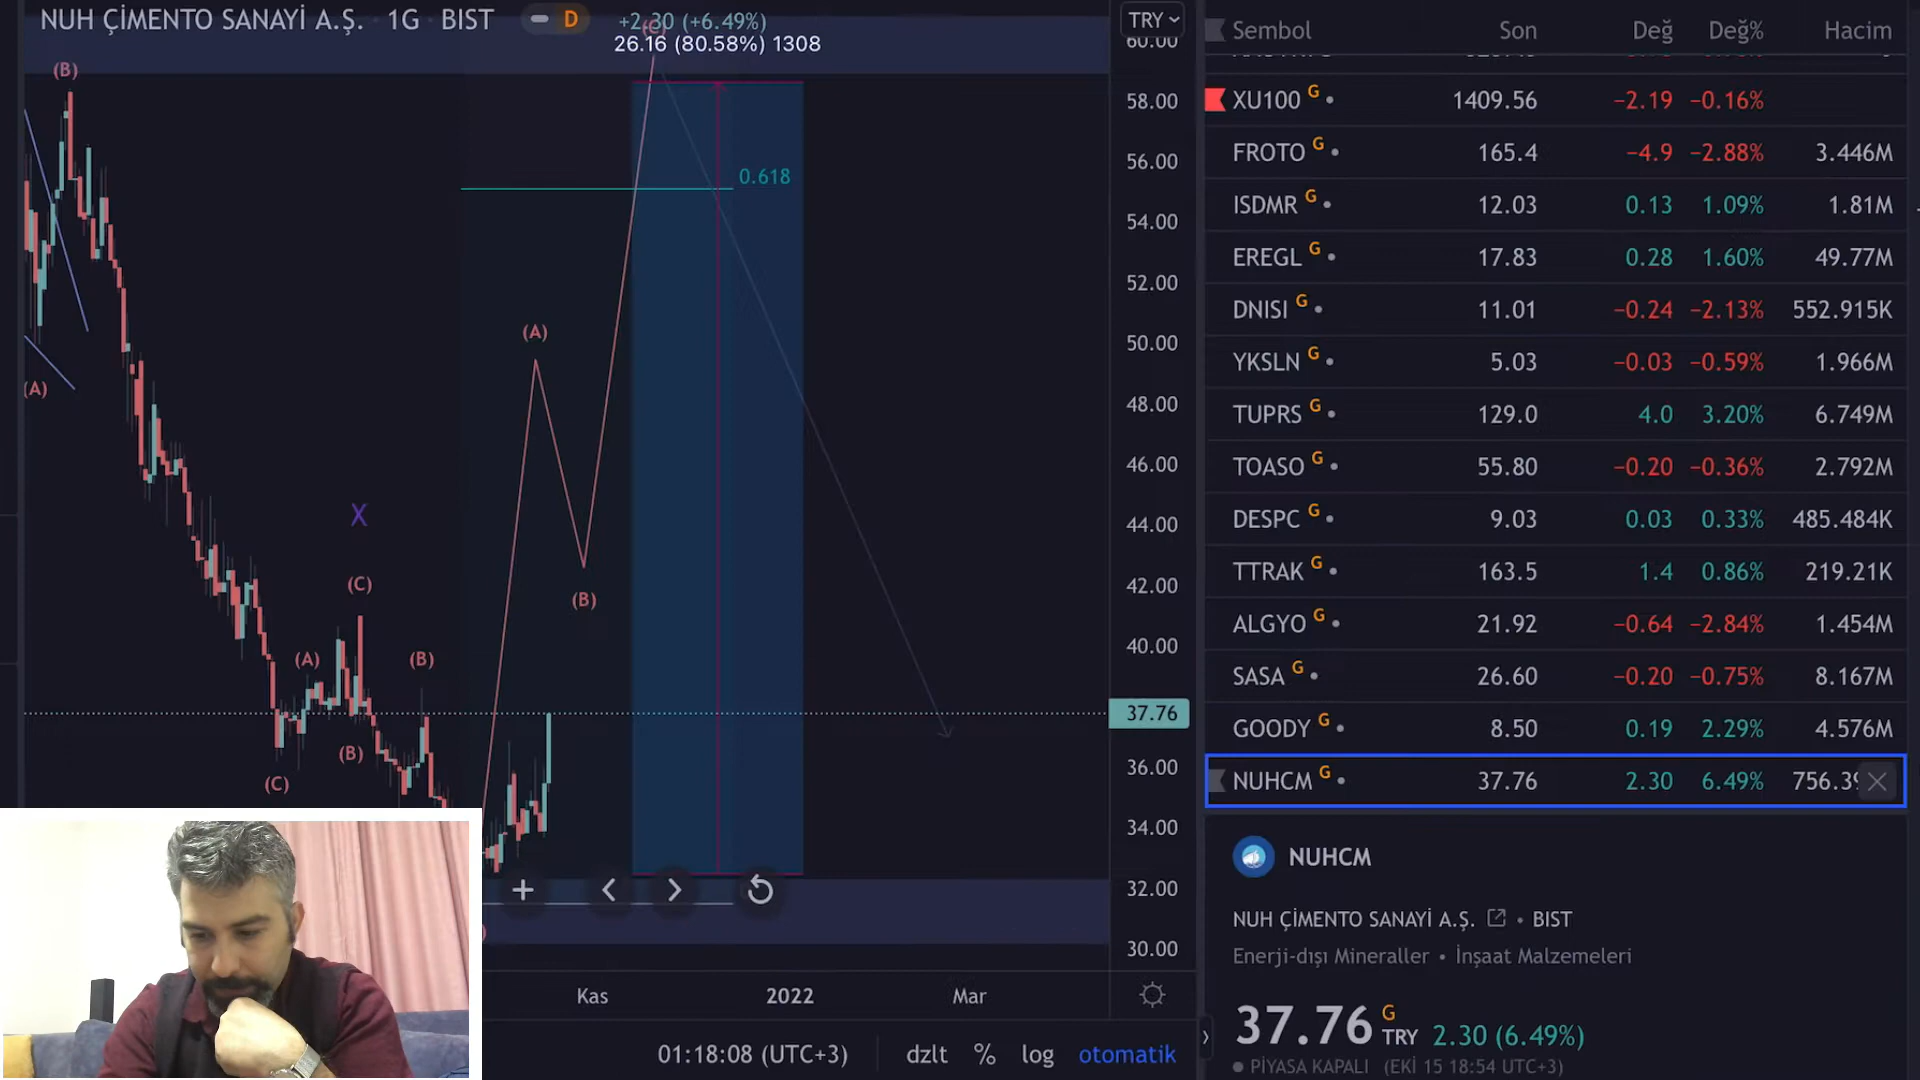 NUH ÇİMENTO SANAYİ A.Ş. · 1G · BIST D
+2.30 (+6.49%)
26.16 (80.58%) 1308
(C)
(B)
0.618
(A)
(A)
X
(C)
(B)
(A)
(B)
(B)
(C)
TRY
60.00
58.00
56.00
54.00
52.00
50.00
48.00
46.00
44.00
42.00
40.00
37.76
36.00
34.00
32.00
30.00
Kas 2022 Mar
01:18:08 (UTC+3) dzlt % log otomatik
Sembol Son Değ Değ% Hacim
XU100 G 1409.56 −2.19 −0.16%
FROTO G 165.4 −4.9 −2.88% 3.446M
ISDMR G 12.03 0.13 1.09% 1.81M
EREGL G 17.83 0.28 1.60% 49.77M
DNISI G 11.01 −0.24 −2.13% 552.915K
YKSLN G 5.03 −0.03 −0.59% 1.966M
TUPRS G 129.0 4.0 3.20% 6.749M
TOASO G 55.80 −0.20 −0.36% 2.792M
DESPC G 9.03 0.03 0.33% 485.484K
TTRAK G 163.5 1.4 0.86% 219.21K
ALGYO G 21.92 −0.64 −2.84% 1.454M
SASA G 26.60 −0.20 −0.75% 8.167M
GOODY G 8.50 0.19 2.29% 4.576M
NUHCM G 37.76 2.30 6.49% 756.39
NUHCM
NUH ÇİMENTO SANAYİ A.Ş. • BIST
Enerji-dışı Mineraller • İnşaat Malzemeleri
37.76 G TRY 2.30 (6.49%)
PİYASA KAPALI (EKİ 15 18:54 UTC+3)